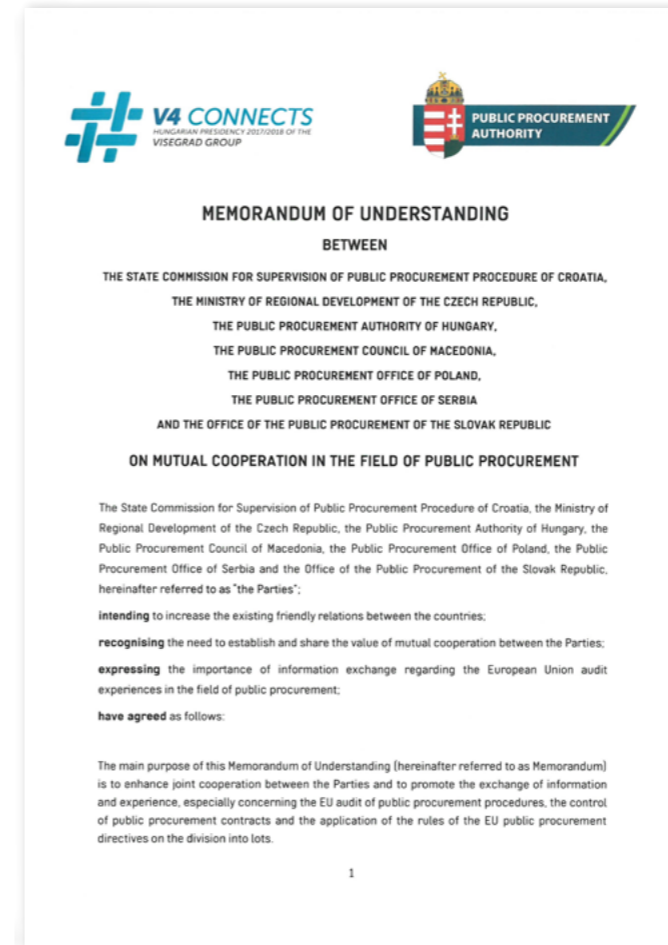 V4 CONNECTS
HUNGARIAN PRESIDENCY 2017/2018 OF THE
VISEGRAD GROUP
PUBLIC PROCUREMENT
AUTHORITY
MEMORANDUM OF UNDERSTANDING
BETWEEN
THE STATE COMMISSION FOR SUPERVISION OF PUBLIC PROCUREMENT PROCEDURE OF CROATIA,
THE MINISTRY OF REGIONAL DEVELOPMENT OF THE CZECH REPUBLIC,
THE PUBLIC PROCUREMENT AUTHORITY OF HUNGARY,
THE PUBLIC PROCUREMENT COUNCIL OF MACEDONIA,
THE PUBLIC PROCUREMENT OFFICE OF POLAND,
THE PUBLIC PROCUREMENT OFFICE OF SERBIA
AND THE OFFICE OF THE PUBLIC PROCUREMENT OF THE SLOVAK REPUBLIC
ON MUTUAL COOPERATION IN THE FIELD OF PUBLIC PROCUREMENT
The State Commission for Supervision of Public Procurement Procedure of Croatia, the Ministry of
Regional Development of the Czech Republic, the Public Procurement Authority of Hungary, the
Public Procurement Council of Macedonia, the Public Procurement Office of Poland, the Public
Procurement Office of Serbia and the Office of the Public Procurement of the Slovak Republic,
hereinafter referred to as "the Parties";
intending to increase the existing friendly relations between the countries;
recognising the need to establish and share the value of mutual cooperation between the Parties;
expressing the importance of information exchange regarding the European Union audit
experiences in the field of public procurement;
have agreed as follows:
The main purpose of this Memorandum of Understanding (hereinafter referred to as Memorandum)
is to enhance joint cooperation between the Parties and to promote the exchange of information
and experience, especially concerning the EU audit of public procurement procedures, the control
of public procurement contracts and the application of the rules of the EU public procurement
directives on the division into lots.
1